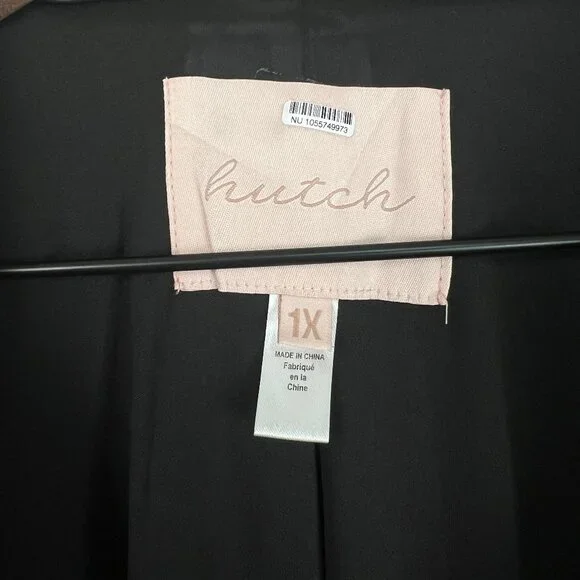 NU 1055749973
hutch
1X
MADE IN CHINA
Fabriqué
en la
Chine